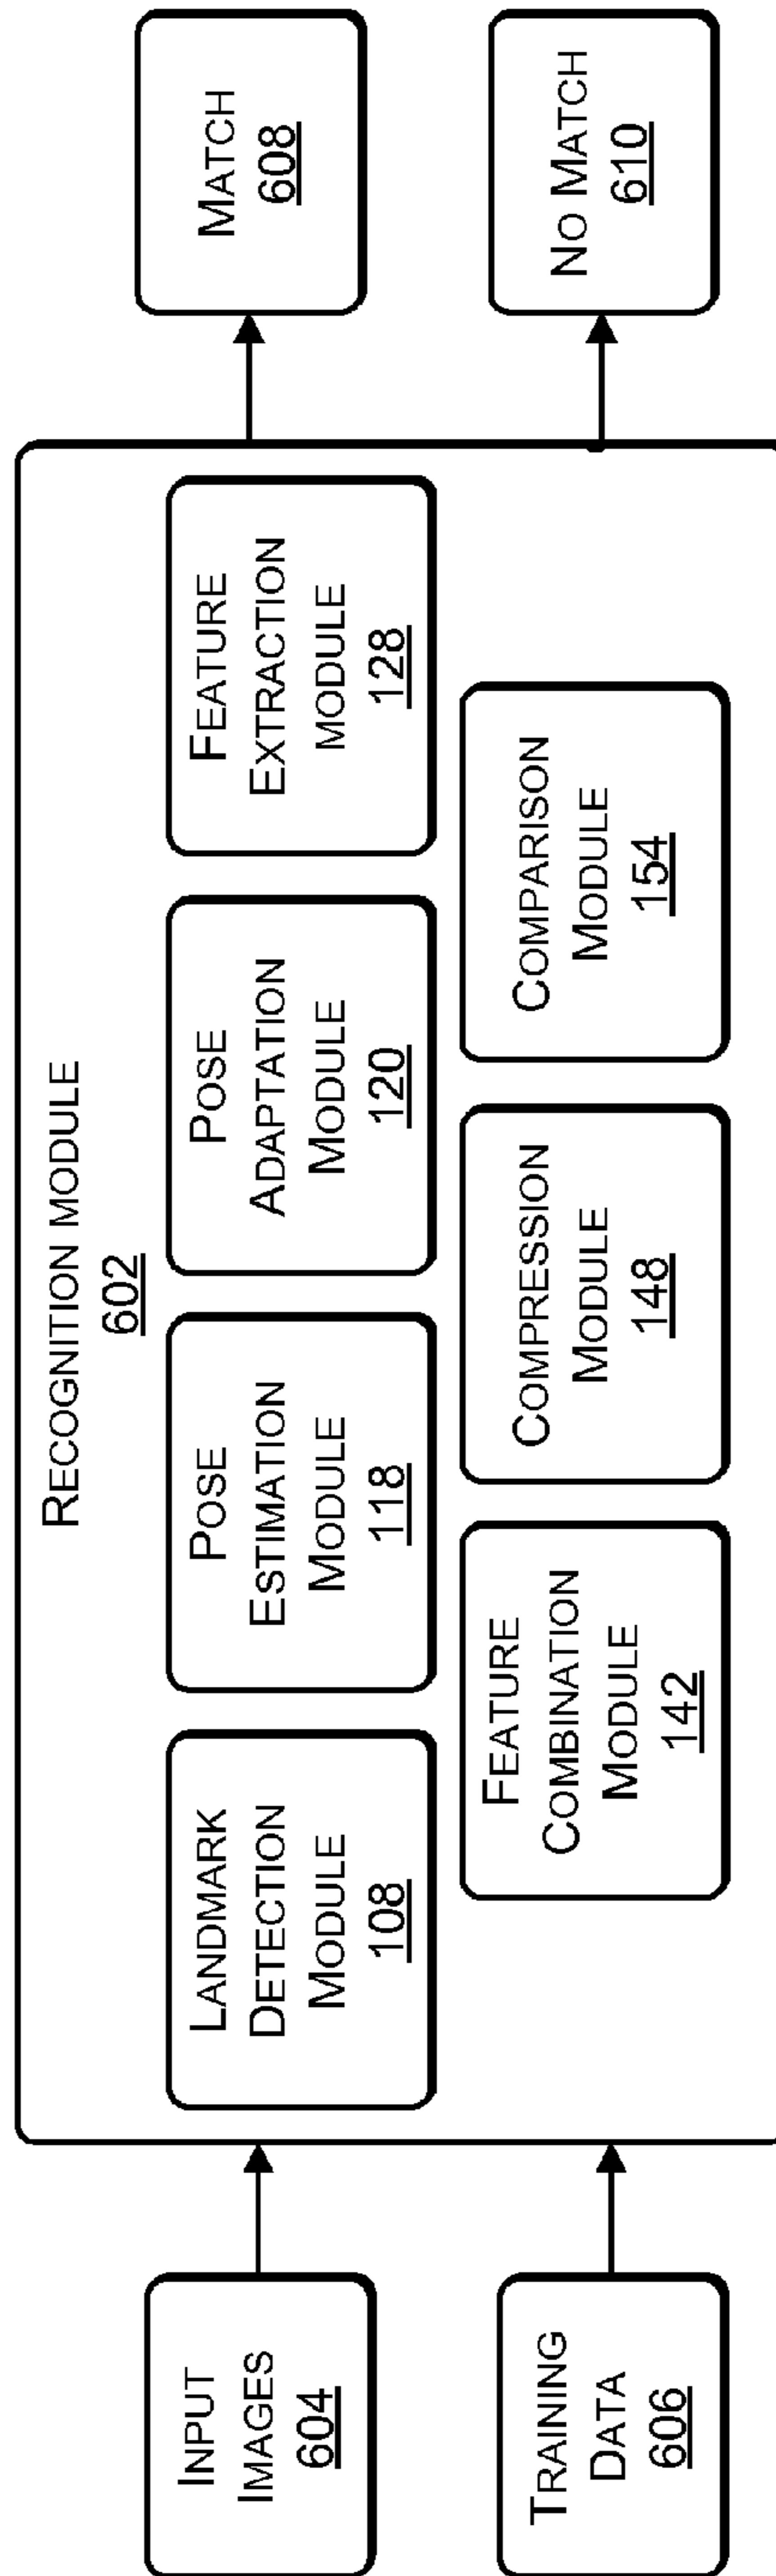 INPUT
IMAGES
604
TRAINING
DATA
606
RECOGNITION MODULE
602
LANDMARK
DETECTION
MODULE
108
POSE
ESTIMATION
MODULE
118
POSE
ADAPTATION
MODULE
120
FEATURE
EXTRACTION
MODULE
128
FEATURE
COMBINATION
MODULE
142
COMPRESSION
MODULE
148
COMPARISON
MODULE
154
MATCH
608
NO MATCH
610